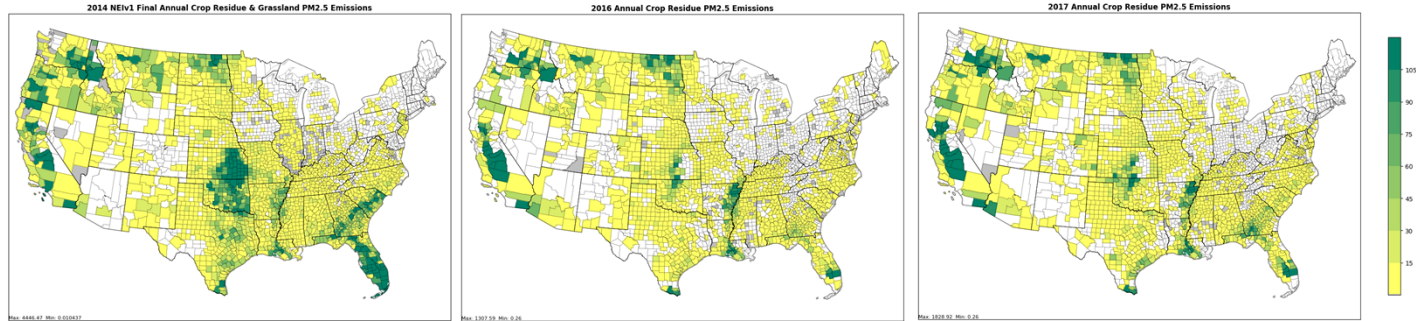 2014 NEIv1 Final Annual Crop Residue & Grassland PM2.5 Emissions
2016 Annual Crop Residue PM2.5 Emissions
2017 Annual Crop Residue PM2.5 Emissions
105
90
75
60
45
30
15
Max: 4446.47 Min: 0.010437
Max: 1307.59 Min: 0.26
Max: 1828.92 Min: 0.26